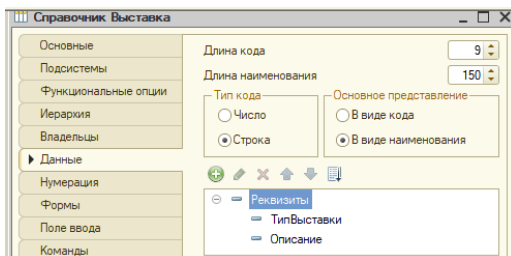 Справочник Выставка
Основные
Подсистемы
Функциональные опции
Иерархия
Владельцы
Данные
Нумерация
Формы
Поле ввода
Команды
Длина кода 9
Длина наименования 150
Тип кода
Число
Строка
Основное представление
В виде кода
В виде наименования
Реквизиты
ТипВыставки
Описание